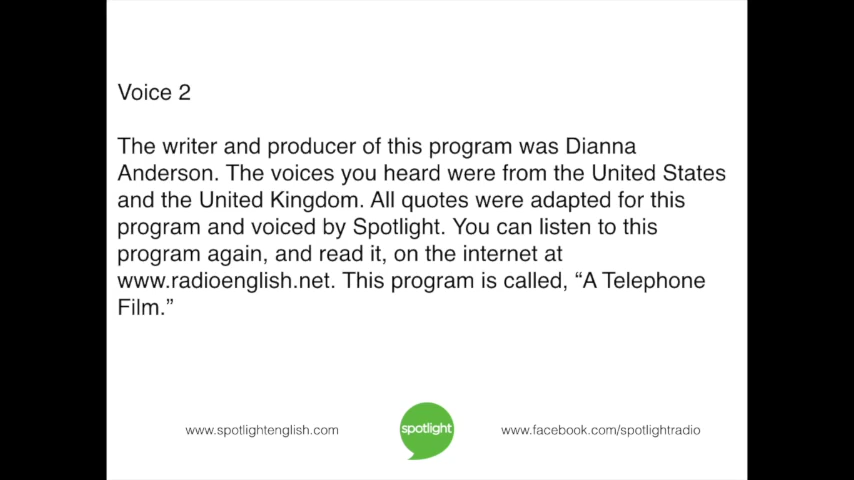 Voice 2
The writer and producer of this program was Dianna
Anderson. The voices you heard were from the United States
and the United Kingdom. All quotes were adapted for this
program and voiced by Spotlight. You can listen to this
program again, and read it, on the internet at
www.radioenglish.net. This program is called, “A Telephone
Film.”
www.spotlightenglish.com
spotlight
www.facebook.com/spotlightradio